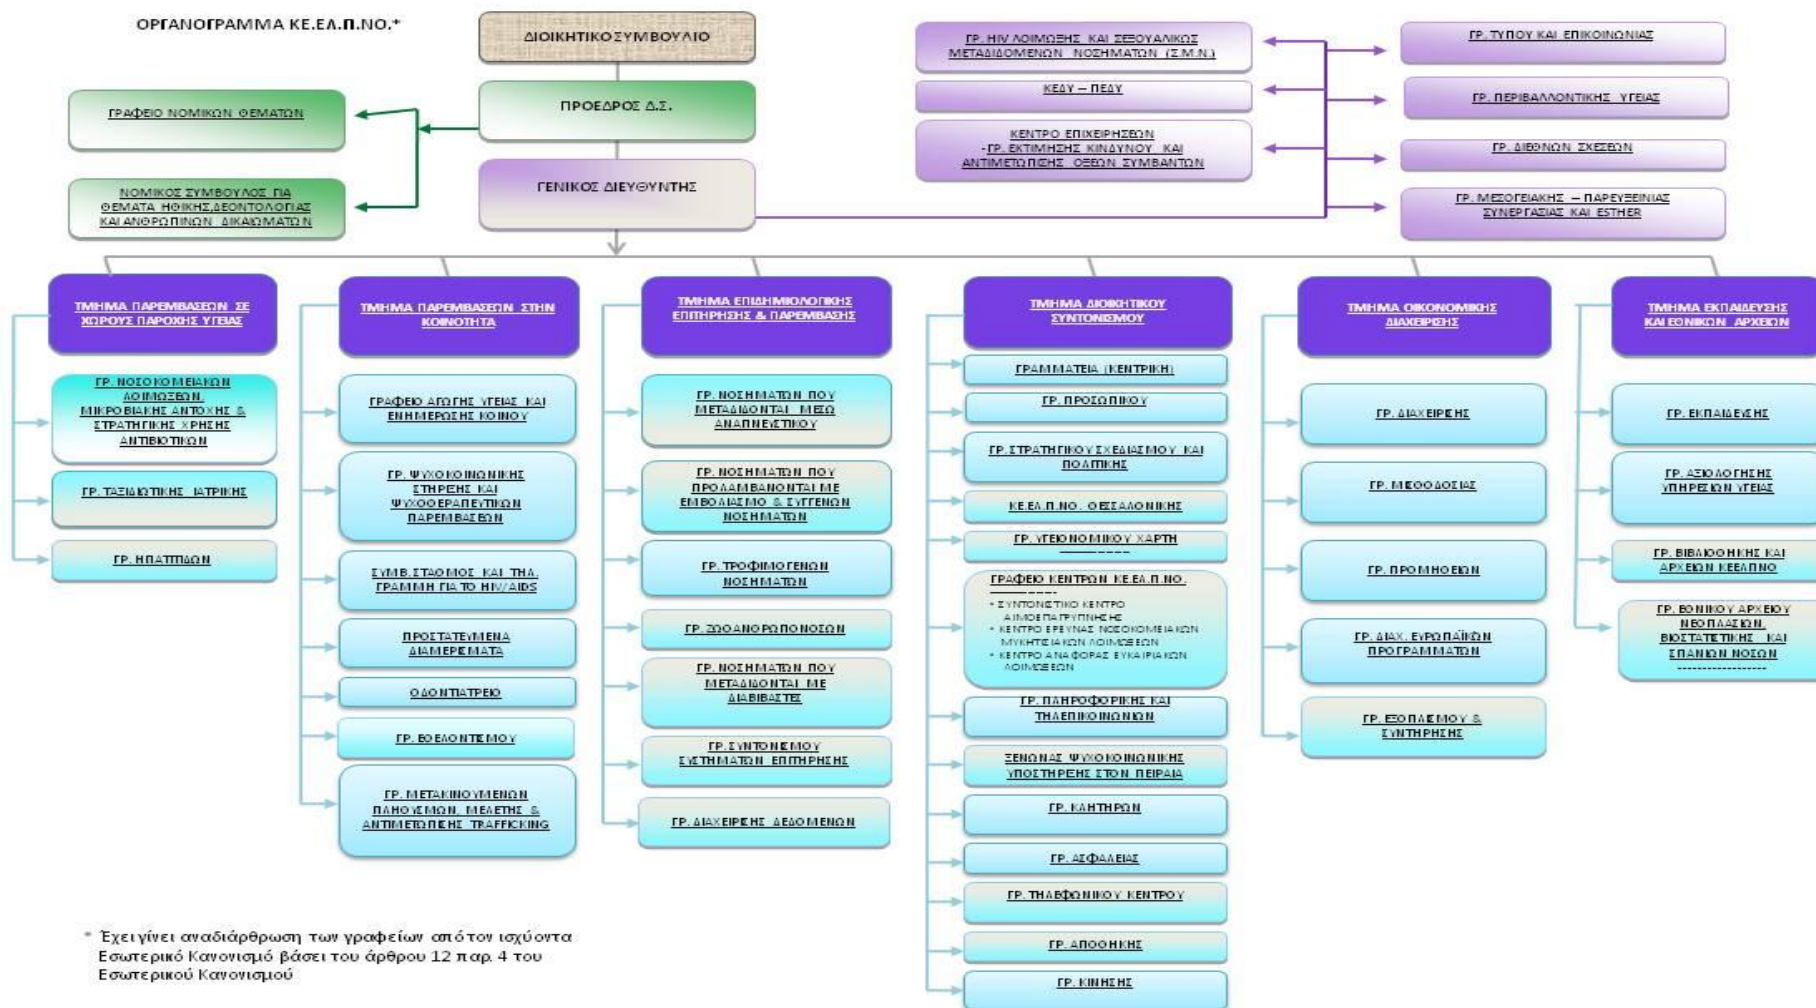 ΟΡΓΑΝΟΓΡΑΜΜΑ ΚΕ.ΕΛ.Π.ΝΟ.*
ΔΙΟΙΚΗΤΙΚΟ ΣΥΜΒΟΥΛΙΟ
ΠΡΟΕΔΡΟΣ Δ.Σ.
ΓΕΝΙΚΟΣ ΔΙΕΥΘΥΝΤΗΣ
ΓΡΑΦΕΙΟ ΝΟΜΙΚΩΝ ΘΕΜΑΤΩΝ
ΝΟΜΙΚΟΣ ΣΥΜΒΟΥΛΟΣ ΓΙΑ
ΘΕΜΑΤΑ ΗΘΙΚΗΣ,ΔΕΟΝΤΟΛΟΓΙΑΣ
ΚΑΙ ΑΝΘΡΩΠΙΝΩΝ ΔΙΚΑΙΩΜΑΤΩΝ
ΓΡ. HIV ΛΟΙΜΩΞΗΣ ΚΑΙ ΣΕΞΟΥΑΛΙΚΩΣ
ΜΕΤΑΔΙΔΟΜΕΝΩΝ ΝΟΣΗΜΑΤΩΝ (Σ.Μ.Ν.)
ΚΕΔΥ – ΠΕΔΥ
ΚΕΝΤΡΟ ΕΠΙΧΕΙΡΗΣΕΩΝ
-ΓΡ. ΕΚΤΙΜΗΣΗΣ ΚΙΝΔΥΝΟΥ ΚΑΙ
ΑΝΤΙΜΕΤΩΠΙΣΗΣ ΟΞΕΩΝ ΣΥΜΒΑΝΤΩΝ
ΓΡ. ΤΥΠΟΥ ΚΑΙ ΕΠΙΚΟΙΝΩΝΙΑΣ
ΓΡ. ΠΕΡΙΒΑΛΛΟΝΤΙΚΗΣ ΥΓΕΙΑΣ
ΓΡ. ΔΙΕΘΝΩΝ ΣΧΕΣΕΩΝ
ΓΡ. ΜΕΣΟΓΕΙΑΚΗΣ – ΠΑΡΕΥΞΕΙΝΙΑΣ
ΣΥΝΕΡΓΑΣΙΑΣ ΚΑΙ ESTHER
ΤΜΗΜΑ ΠΑΡΕΜΒΑΣΕΩΝ ΣΕ
ΧΩΡΟΥΣ ΠΑΡΟΧΗΣ ΥΓΕΙΑΣ
ΓΡ. ΝΟΣΟΚΟΜΕΙΑΚΩΝ
ΛΟΙΜΩΞΕΩΝ,
ΜΙΚΡΟΒΙΑΚΗΣ ΑΝΤΟΧΗΣ &
ΣΤΡΑΤΗΓΙΚΗΣ ΧΡΗΣΗΣ
ΑΝΤΙΒΙΟΤΙΚΩΝ
ΓΡ. ΤΑΞΙΔΙΩΤΙΚΗΣ ΙΑΤΡΙΚΗΣ
ΓΡ. ΗΠΑΤΙΤΙΔΩΝ
ΤΜΗΜΑ ΠΑΡΕΜΒΑΣΕΩΝ ΣΤΗΝ
ΚΟΙΝΟΤΗΤΑ
ΓΡΑΦΕΙΟ ΑΓΩΓΗΣ ΥΓΕΙΑΣ ΚΑΙ
ΕΝΗΜΕΡΩΣΗΣ ΚΟΙΝΟΥ
ΓΡ. ΨΥΧΟΚΟΙΝΩΝΙΚΗΣ
ΣΤΗΡΙΞΗΣ ΚΑΙ
ΨΥΧΟΘΕΡΑΠΕΥΤΙΚΩΝ
ΠΑΡΕΜΒΑΣΕΩΝ
ΣΥΜΒ.ΣΤΑΘΜΟΣ ΚΑΙ ΤΗΛ.
ΓΡΑΜΜΗ ΓΙΑ ΤΟ HIV/AIDS
ΠΡΟΣΤΑΤΕΥΜΕΝΑ
ΔΙΑΜΕΡΙΣΜΑΤΑ
ΟΔΟΝΤΙΑΤΡΕΙΟ
ΓΡ. ΕΘΕΛΟΝΤΙΣΜΟΥ
ΓΡ. ΜΕΤΑΚΙΝΟΥΜΕΝΩΝ
ΠΛΗΘΥΣΜΩΝ, ΜΕΛΕΤΗΣ &
ΑΝΤΙΜΕΤΩΠΙΣΗΣ TRAFFICKING
ΤΜΗΜΑ ΕΠΙΔΗΜΙΟΛΟΓΙΚΗΣ
ΕΠΙΤΗΡΗΣΗΣ & ΠΑΡΕΜΒΑΣΗΣ
ΓΡ. ΝΟΣΗΜΑΤΩΝ ΠΟΥ
ΜΕΤΑΔΙΔΟΝΤΑΙ ΜΕΣΩ
ΑΝΑΠΝΕΥΣΤΙΚΟΥ
ΓΡ. ΝΟΣΗΜΑΤΩΝ ΠΟΥ
ΠΡΟΛΑΜΒΑΝΟΝΤΑΙ ΜΕ
ΕΜΒΟΛΙΑΣΜΟ & ΣΥΓΓΕΝΩΝ
ΝΟΣΗΜΑΤΩΝ
ΓΡ. ΤΡΟΦΙΜΟΓΕΝΩΝ
ΝΟΣΗΜΑΤΩΝ
ΓΡ. ΖΩΟΑΝΘΡΩΠΟΝΟΣΩΝ
ΓΡ. ΝΟΣΗΜΑΤΩΝ ΠΟΥ
ΜΕΤΑΔΙΔΟΝΤΑΙ ΜΕ
ΔΙΑΒΙΒΑΣΤΕΣ
ΓΡ. ΣΥΝΤΟΝΙΣΜΟΥ
ΣΥΣΤΗΜΑΤΩΝ ΕΠΙΤΗΡΗΣΗΣ
ΓΡ. ΔΙΑΧΕΙΡΙΣΗΣ ΔΕΔΟΜΕΝΩΝ
ΤΜΗΜΑ ΔΙΟΙΚΗΤΙΚΟΥ
ΣΥΝΤΟΝΙΣΜΟΥ
ΓΡΑΜΜΑΤΕΙΑ (ΚΕΝΤΡΙΚΗ)
ΓΡ. ΠΡΟΣΩΠΙΚΟΥ
ΓΡ. ΣΤΡΑΤΗΓΙΚΟΥ ΣΧΕΔΙΑΣΜΟΥ ΚΑΙ
ΠΟΛΙΤΙΚΗΣ
ΚΕ.ΕΛ.Π.ΝΟ. ΘΕΣΣΑΛΟΝΙΚΗΣ
ΓΡ. ΥΓΕΙΟΝΟΜΙΚΟΥ ΧΑΡΤΗ
ΓΡΑΦΕΙΟ ΚΕΝΤΡΩΝ ΚΕ.ΕΛ.Π.ΝΟ.
• ΣΥΝΤΟΝΙΣΤΙΚΟ ΚΕΝΤΡΟ
ΑΙΜΟΕΠΑΓΡΥΠΝΗΣΗΣ
• ΚΕΝΤΡΟ ΕΡΕΥΝΑΣ ΝΟΣΟΚΟΜΕΙΑΚΩΝ
ΜΥΚΗΤΙΣΙΑΚΩΝ ΛΟΙΜΩΞΕΩΝ
• ΚΕΝΤΡΟ ΑΝΑΦΟΡΑΣ ΕΥΚΑΙΡΙΑΚΩΝ
ΛΟΙΜΩΞΕΩΝ
ΓΡ. ΠΛΗΡΟΦΟΡΙΚΗΣ ΚΑΙ
ΤΗΛΕΠΙΚΟΙΝΩΝΙΩΝ
ΞΕΝΩΝΑΣ ΨΥΧΟΚΟΙΝΩΝΙΚΗΣ
ΥΠΟΣΤΗΡΙΞΗΣ ΣΤΟΝ ΠΕΙΡΑΙΑ
ΓΡ. ΚΛΗΤΗΡΩΝ
ΓΡ. ΑΣΦΑΛΕΙΑΣ
ΓΡ. ΤΗΛΕΦΩΝΙΚΟΥ ΚΕΝΤΡΟΥ
ΓΡ. ΑΠΟΘΗΚΗΣ
ΓΡ. ΚΙΝΗΣΗΣ
ΤΜΗΜΑ ΟΙΚΟΝΟΜΙΚΗΣ
ΔΙΑΧΕΙΡΙΣΗΣ
ΓΡ. ΔΙΑΧΕΙΡΙΣΗΣ
ΓΡ. ΜΙΣΘΟΔΟΣΙΑΣ
ΓΡ. ΠΡΟΜΗΘΕΙΩΝ
ΓΡ. ΔΙΑΧ. ΕΥΡΩΠΑΪΚΩΝ
ΠΡΟΓΡΑΜΜΑΤΩΝ
ΓΡ. ΕΞΟΠΛΙΣΜΟΥ &
ΣΥΝΤΗΡΗΣΗΣ
ΤΜΗΜΑ ΕΚΠΑΙΔΕΥΣΗΣ
ΚΑΙ ΕΘΝΙΚΩΝ ΑΡΧΕΙΩΝ
ΓΡ. ΕΚΠΑΙΔΕΥΣΗΣ
ΓΡ. ΑΞΙΟΛΟΓΗΣΗΣ
ΥΠΗΡΕΣΙΩΝ ΥΓΕΙΑΣ
ΓΡ. ΒΙΒΛΙΟΘΗΚΗΣ ΚΑΙ
ΑΡΧΕΙΩΝ ΚΕΕΛΠΝΟ
ΓΡ. ΕΘΝΙΚΟΥ ΑΡΧΕΙΟΥ
ΝΕΟΠΛΑΣΙΩΝ,
ΒΙΟΣΤΑΤΙΣΤΙΚΗΣ ΚΑΙ
ΣΠΑΝΙΩΝ ΝΟΣΩΝ
* Έχει γίνει αναδιάρθρωση των γραφείων από τον ισχύοντα
Εσωτερικό Κανονισμό βάσει του άρθρου 12 παρ. 4 του
Εσωτερικού Κανονισμού